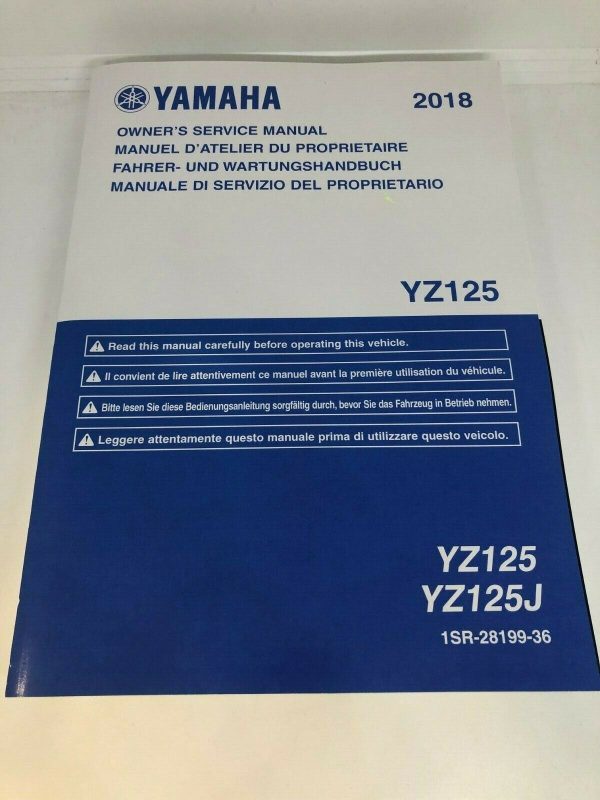 YAMAHA 2018
OWNER'S SERVICE MANUAL
MANUEL D'ATELIER DU PROPRIETAIRE
FAHRER- UND WARTUNGSHANDBUCH
MANUALE DI SERVIZIO DEL PROPRIETARIO
YZ125
Read this manual carefully before operating this vehicle.
Il convient de lire attentivement ce manuel avant la première utilisation du véhicule.
Bitte lesen Sie diese Bedienungsanleitung sorgfältig durch, bevor Sie das Fahrzeug in Betrieb nehmen.
Leggere attentamente questo manuale prima di utilizzare questo veicolo.
YZ125
YZ125J
1SR-28199-36